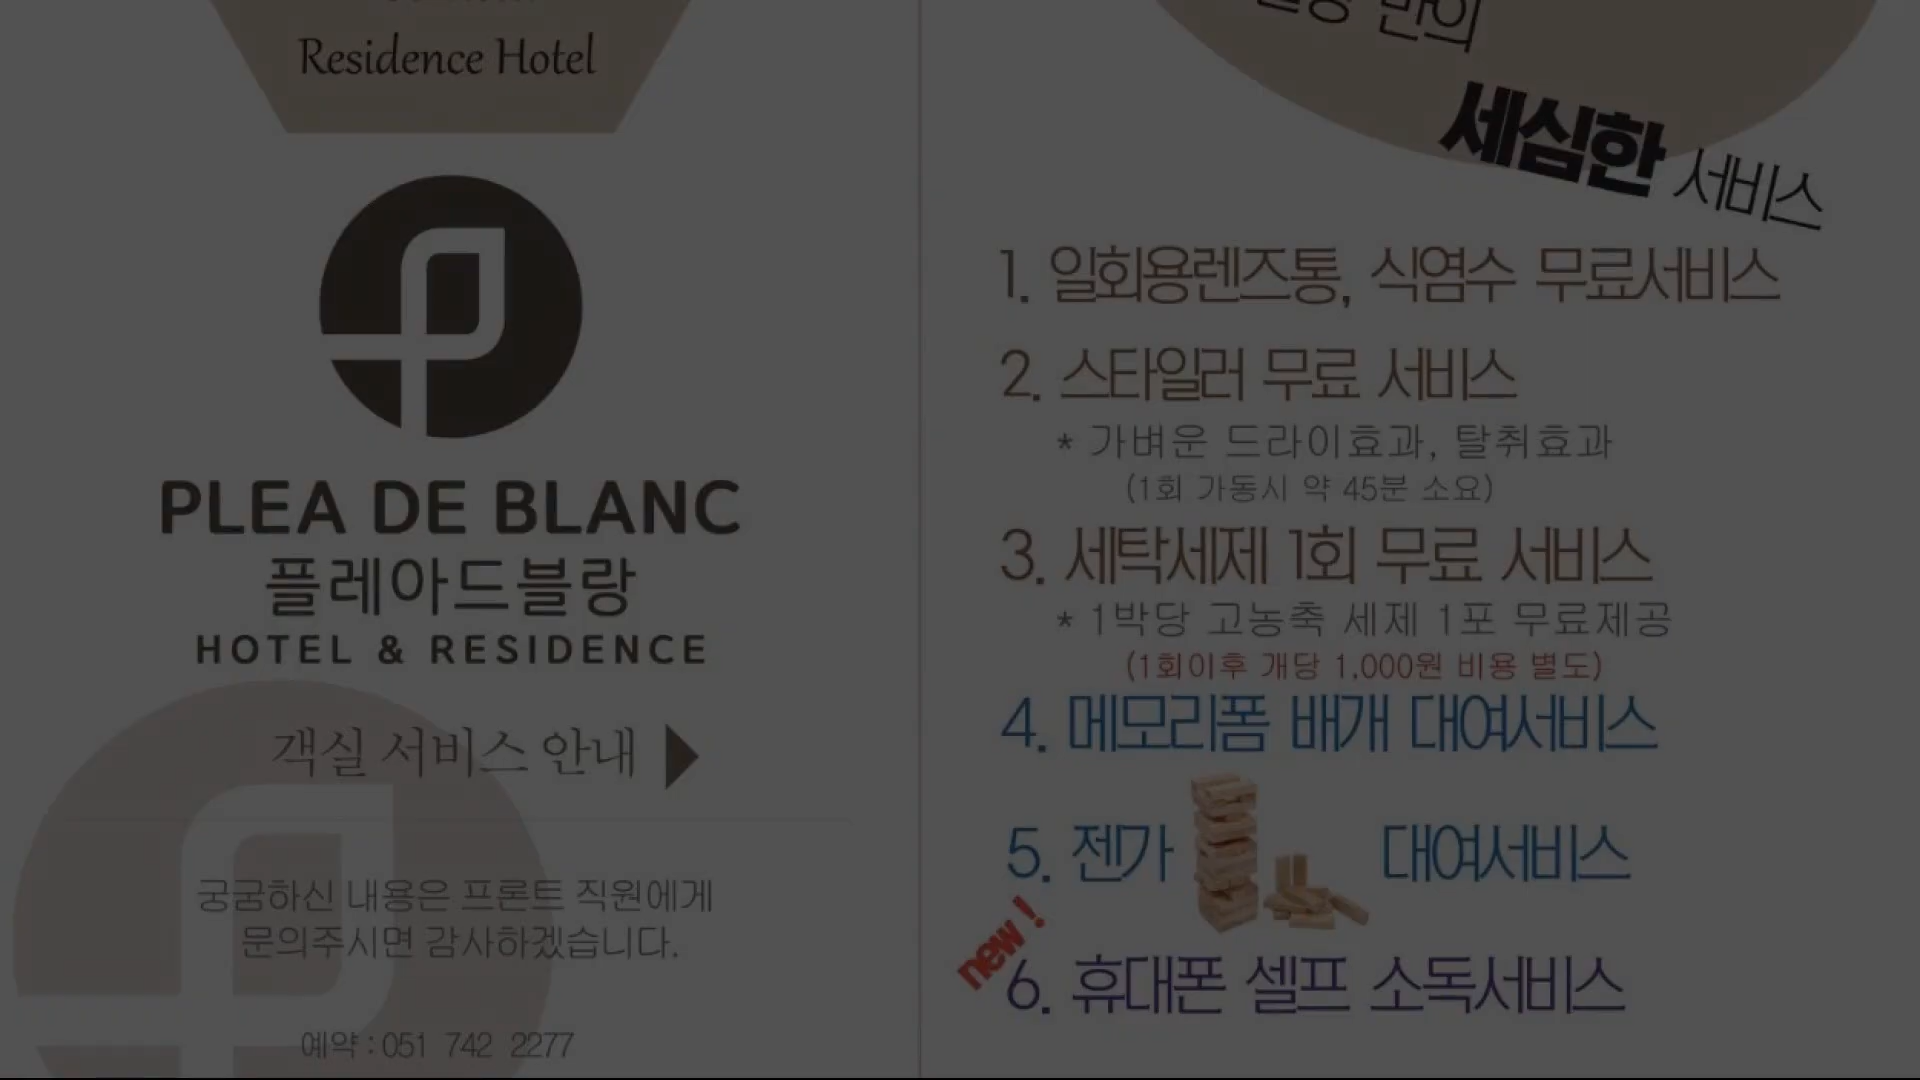 Residence Hotel
PLEA DE BLANC
플레아드블랑
HOTEL & RESIDENCE
객실 서비스 안내
궁굼하신 내용은 프론트 직원에게
문의주시면 감사하겠습니다.
예약 : 051 742 2277
만의
세심한 서비스
1. 일회용렌즈통, 식염수 무료서비스
2. 스타일러 무료 서비스
* 가벼운 드라이효과, 탈취효과
(1회 가동시 약 45분 소요)
3. 세탁세제 1회 무료 서비스
* 1박당 고농축 세제 1포 무료제공
(1회이후 개당 1,000원 비용 별도)
4. 메모리폼 배개 대여서비스
5. 젠가 대여서비스
new !
6. 휴대폰 셀프 소독서비스